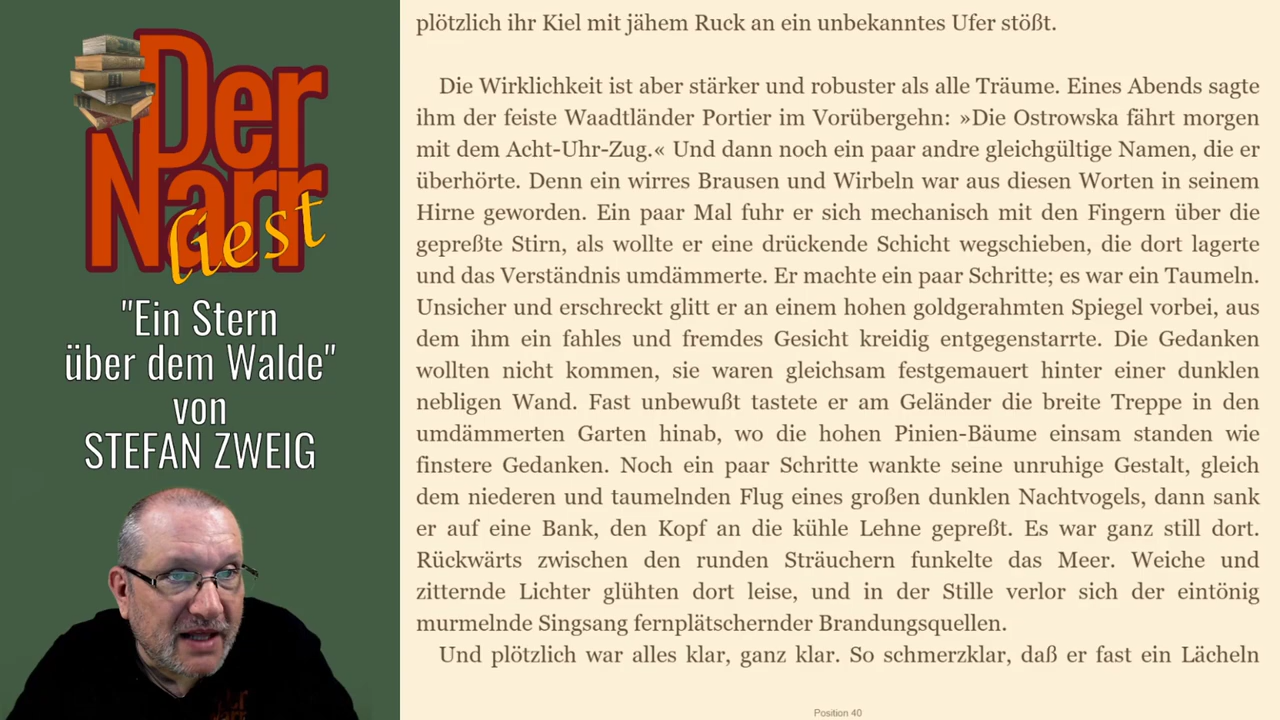 Der
Narr
liest
"Ein Stern
über dem Walde"
von
STEFAN ZWEIG
plötzlich ihr Kiel mit jähem Ruck an ein unbekanntes Ufer stößt.
Die Wirklichkeit ist aber stärker und robuster als alle Träume. Eines Abends sagte
ihm der feiste Waadtländer Portier im Vorübergehn: »Die Ostrowska fährt morgen
mit dem Acht-Uhr-Zug.« Und dann noch ein paar andre gleichgültige Namen, die er
überhörte. Denn ein wirres Brausen und Wirbeln war aus diesen Worten in seinem
Hirne geworden. Ein paar Mal fuhr er sich mechanisch mit den Fingern über die
gepreßte Stirn, als wollte er eine drückende Schicht wegschieben, die dort lagerte
und das Verständnis umdämmerte. Er machte ein paar Schritte; es war ein Taumeln.
Unsicher und erschreckt glitt er an einem hohen goldgerahmten Spiegel vorbei, aus
dem ihm ein fahles und fremdes Gesicht kreidig entgegenstarrte. Die Gedanken
wollten nicht kommen, sie waren gleichsam festgemauert hinter einer dunklen
nebligen Wand. Fast unbewußt tastete er am Geländer die breite Treppe in den
umdämmerten Garten hinab, wo die hohen Pinien-Bäume einsam standen wie
finstere Gedanken. Noch ein paar Schritte wankte seine unruhige Gestalt, gleich
dem niederen und taumelnden Flug eines großen dunklen Nachtvogels, dann sank
er auf eine Bank, den Kopf an die kühle Lehne gepreßt. Es war ganz still dort.
Rückwärts zwischen den runden Sträuchern funkelte das Meer. Weiche und
zitternde Lichter glühten dort leise, und in der Stille verlor sich der eintönig
murmelnde Singsang fernplätschernder Brandungsquellen.
Und plötzlich war alles klar, ganz klar. So schmerzklar, daß er fast ein Lächeln
Position 40